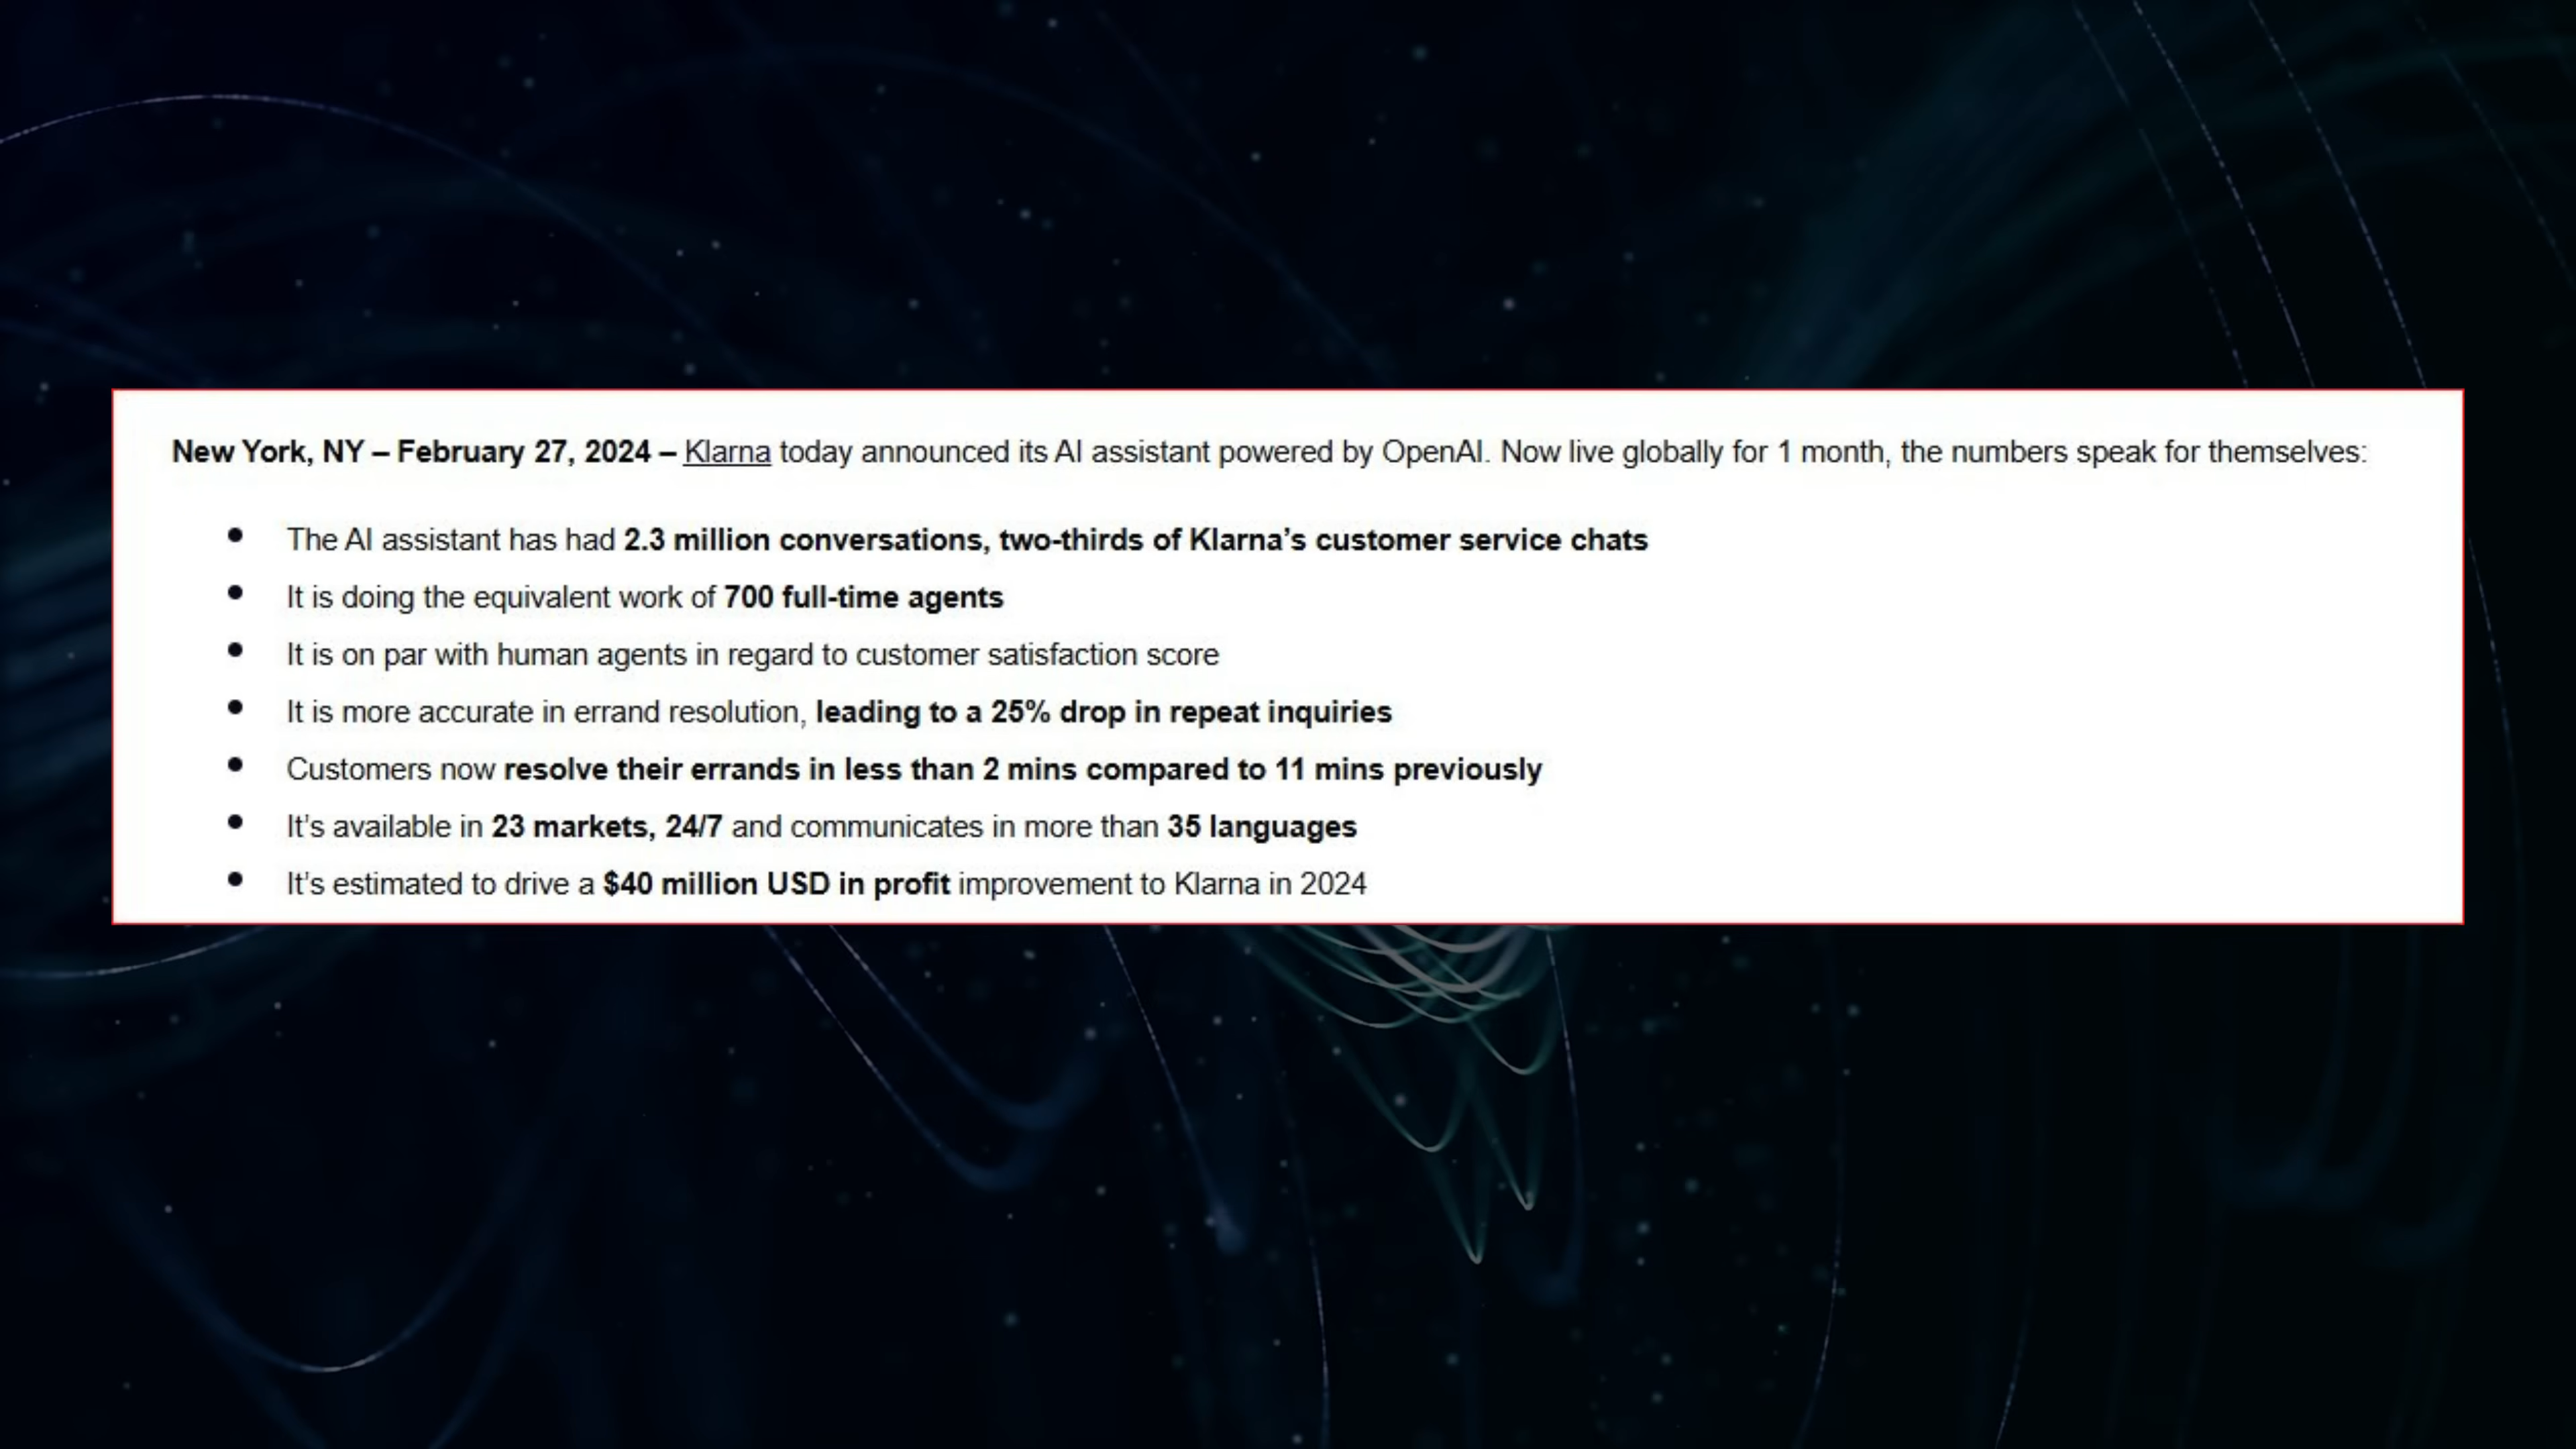 New York, NY – February 27, 2024 – Klarna today announced its AI assistant powered by OpenAI. Now live globally for 1 month, the numbers speak for themselves:
● The AI assistant has had 2.3 million conversations, two-thirds of Klarna’s customer service chats
● It is doing the equivalent work of 700 full-time agents
● It is on par with human agents in regard to customer satisfaction score
● It is more accurate in errand resolution, leading to a 25% drop in repeat inquiries
● Customers now resolve their errands in less than 2 mins compared to 11 mins previously
● It’s available in 23 markets, 24/7 and communicates in more than 35 languages
● It’s estimated to drive a $40 million USD in profit improvement to Klarna in 2024